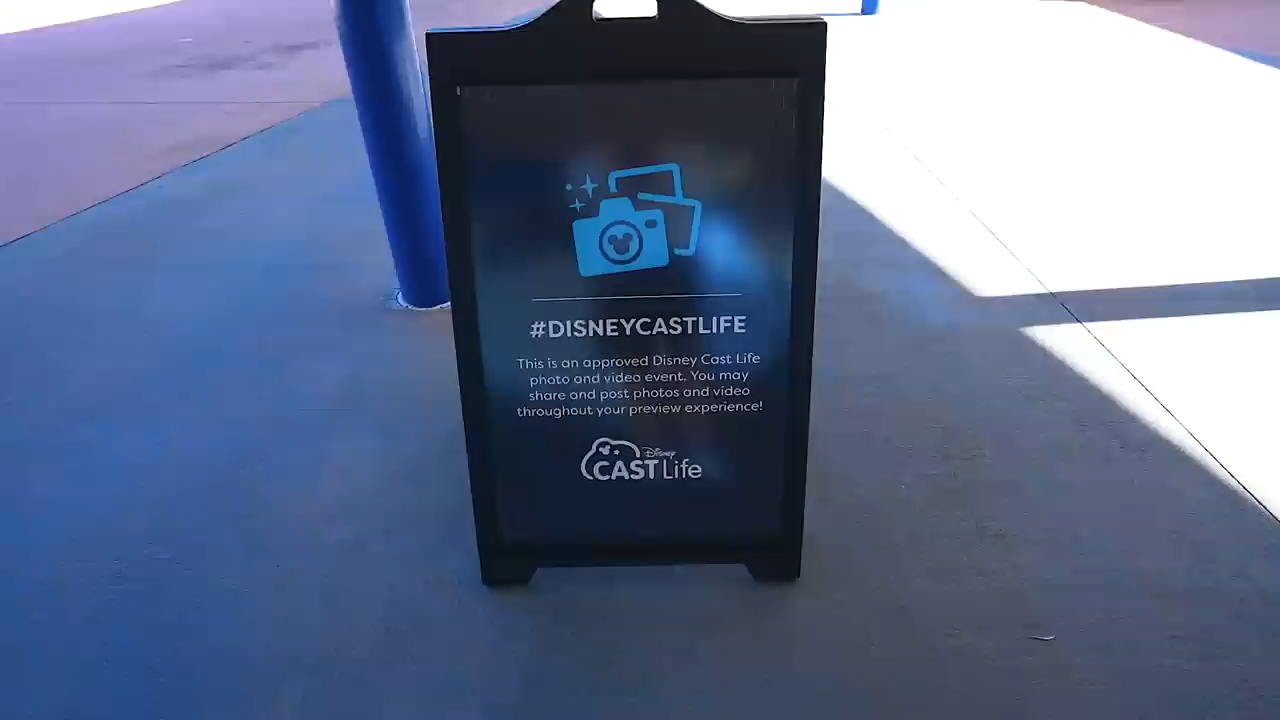 #DISNEYCASTLIFE
This is an approved Disney Cast Life
photo and video event. You may
share and post photos and video
throughout your preview experience!
Disney
CAST Life